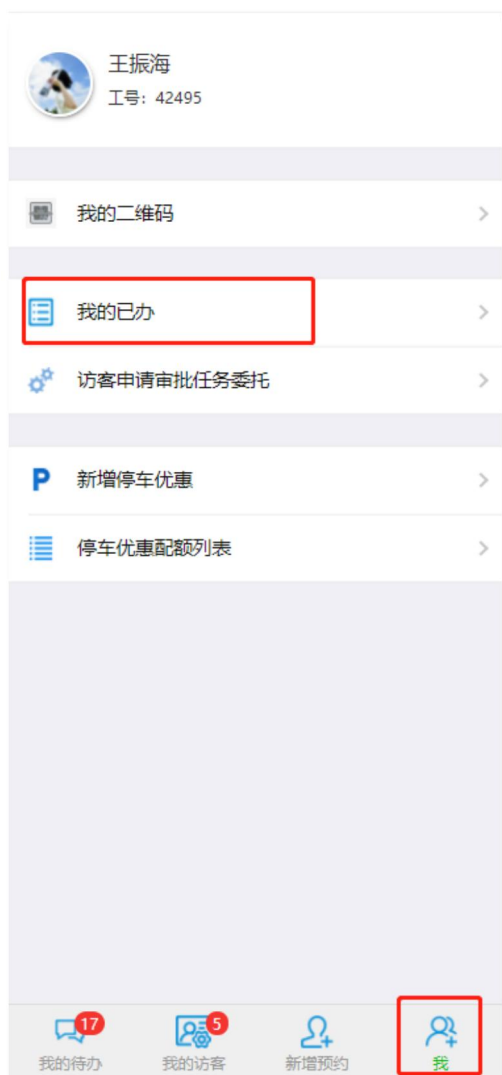 王振海
工号：42495
我的二维码
我的已办
访客申请审批任务委托
P 新增停车优惠
停车优惠配额列表
17
5
我的待办
我的访客
新增预约
我